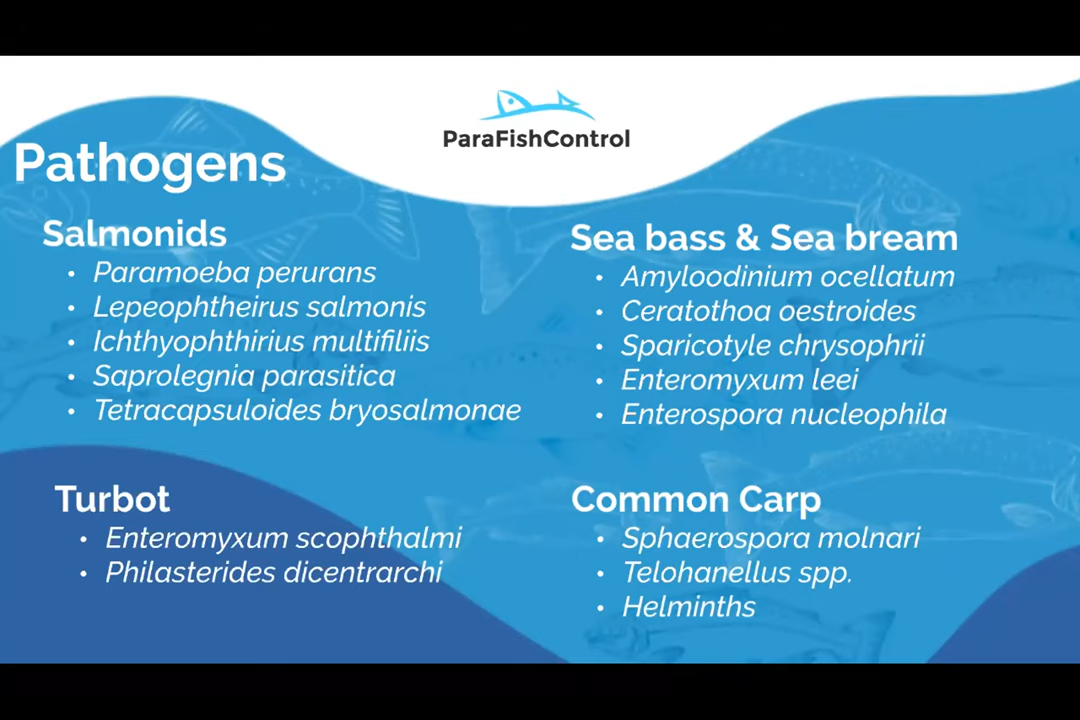 ParaFishControl
Pathogens
Salmonids
• Paramoeba perurans
• Lepeophtheirus salmonis
• Ichthyophthirius multifiliis
• Saprolegnia parasitica
• Tetracapsuloides bryosalmonae
Sea bass & Sea bream
• Amyloodinium ocellatum
• Ceratothoa oestroides
• Sparicotyle chrysophrii
• Enteromyxum leei
• Enterospora nucleophila
Turbot
• Enteromyxum scophthalmi
• Philasterides dicentrarchi
Common Carp
• Sphaerospora molnari
• Telohanellus spp.
• Helminths